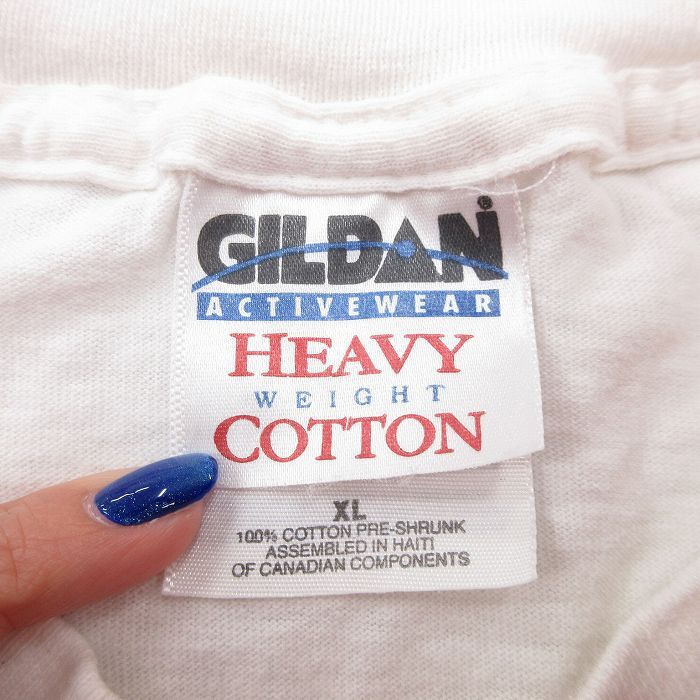 GILDAN®
ACTIVEWEAR
HEAVY
WEIGHT
COTTON
XL
100% COTTON PRE-SHRUNK
ASSEMBLED IN HAITI
OF CANADIAN COMPONENTS